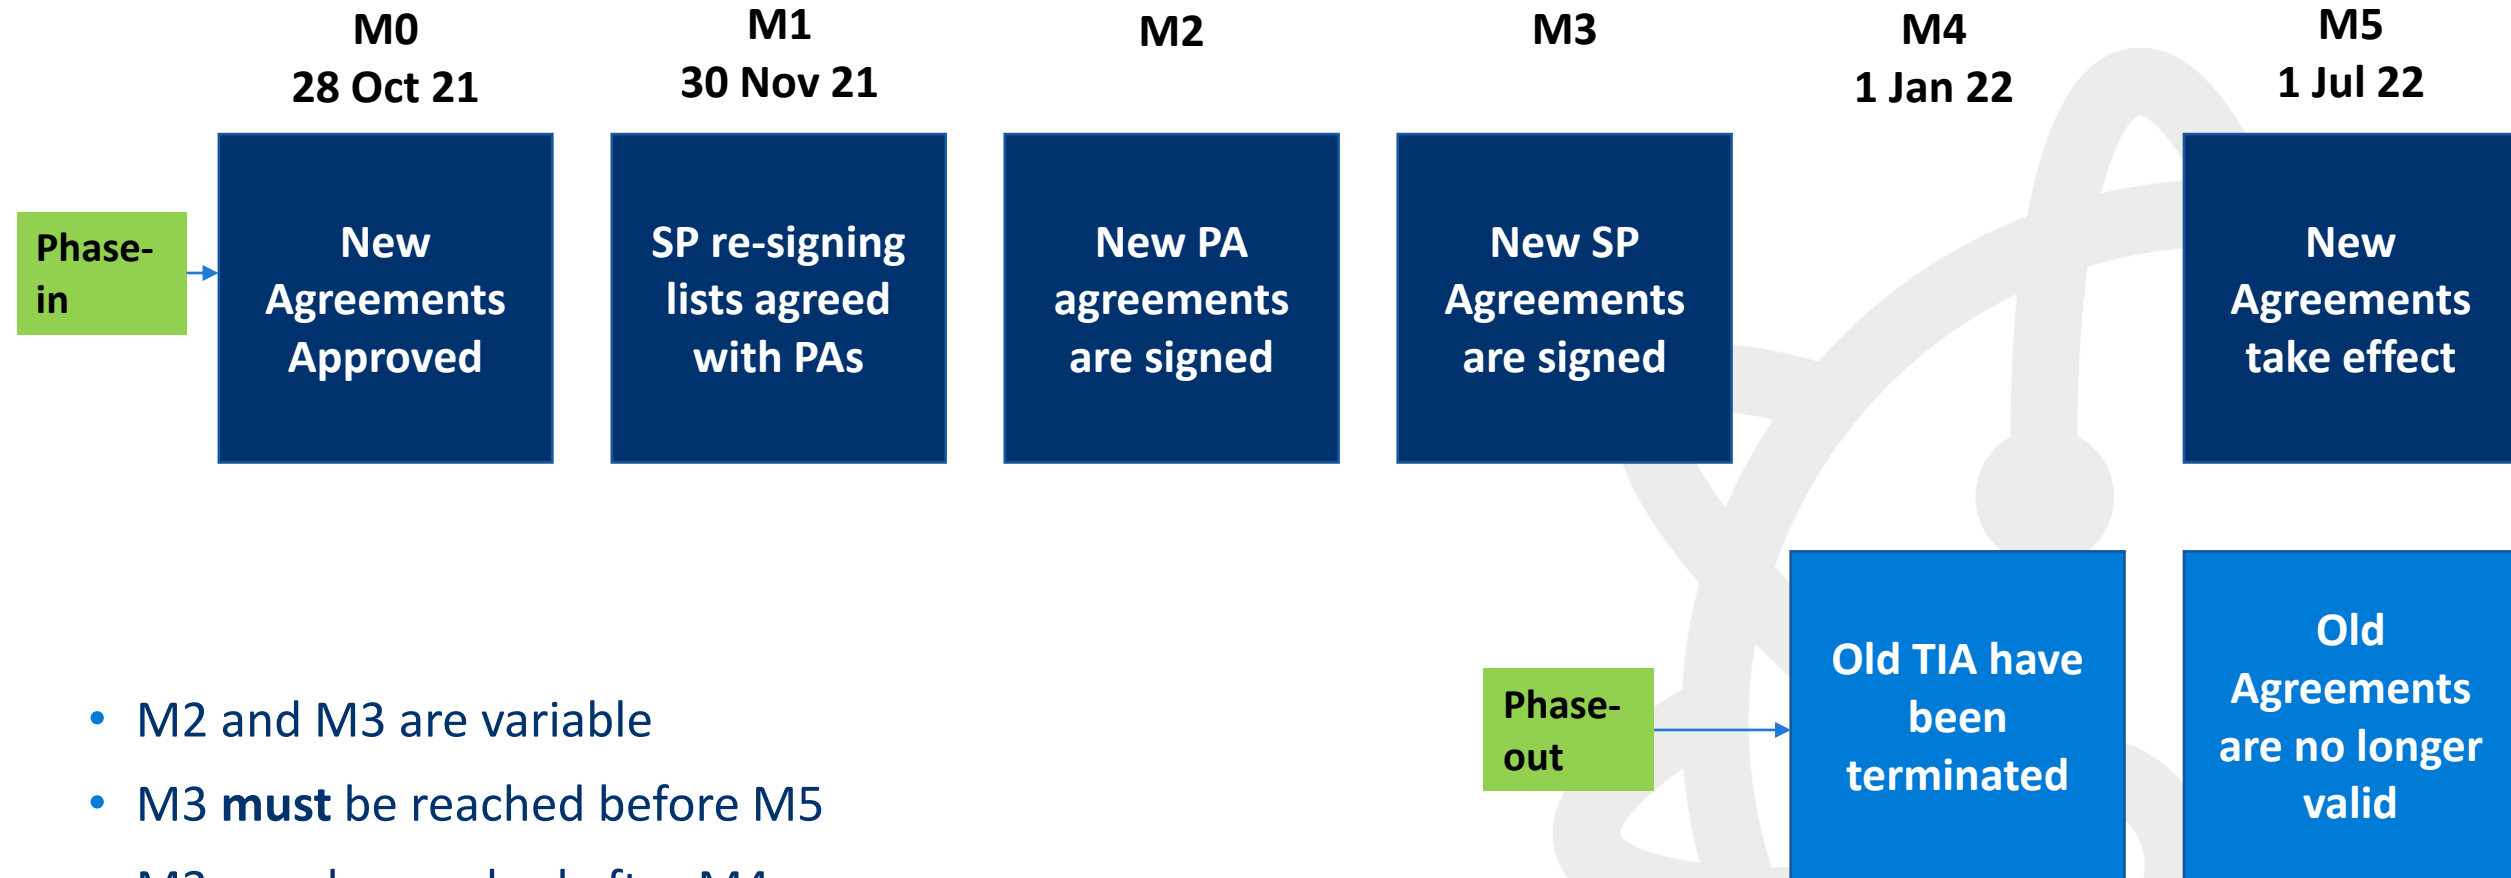 M0
28 Oct 21
M1
30 Nov 21
M2
M3
M4
1 Jan 22
M5
1 Jul 22
Phase-
in
New
Agreements
Approved
SP re-signing
lists agreed
with PAs
New PA
agreements
are signed
New SP
Agreements
are signed
New
Agreements
take effect
Phase-
out
Old TIA have
been
terminated
Old
Agreements
are no longer
valid
• M2 and M3 are variable
• M3 must be reached before M5
reached after M4